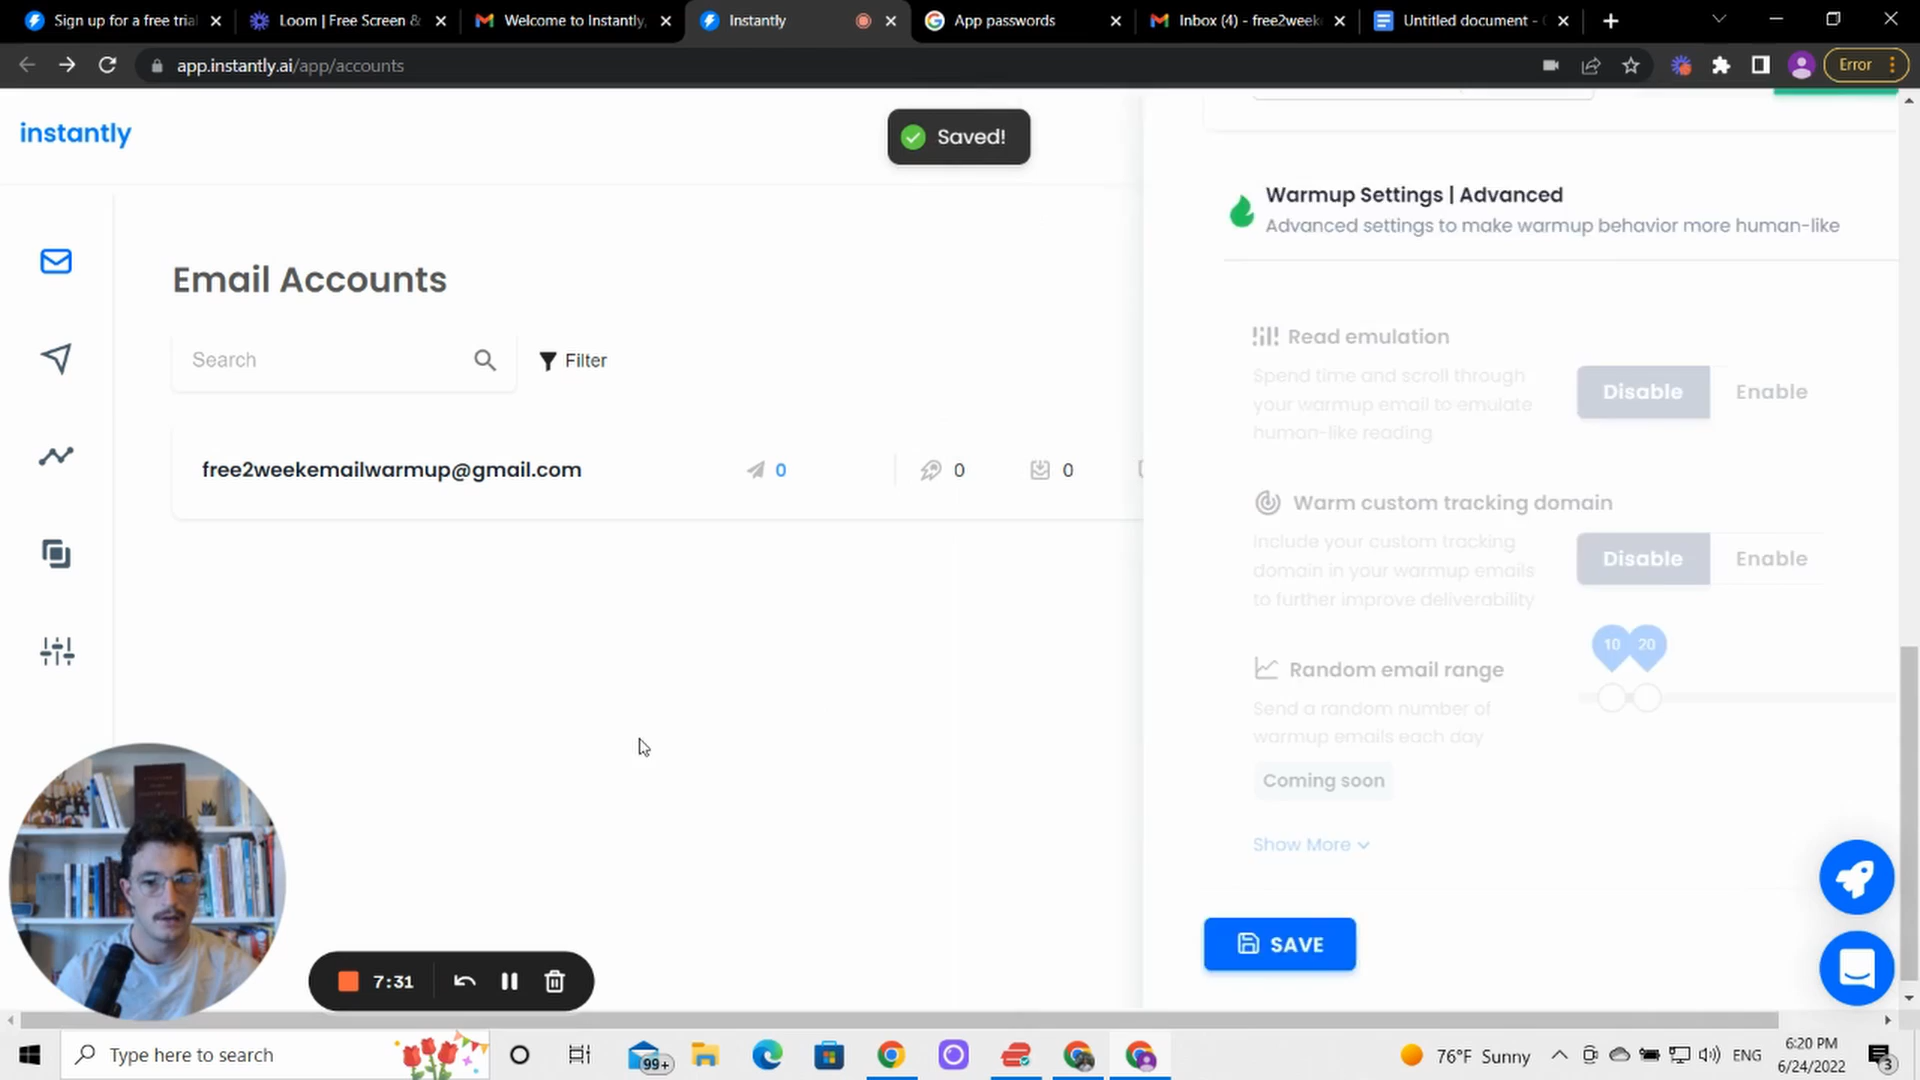 Sign up for a free trial
Loom | Free Screen &
Welcome to Instantly,
Instantly
App passwords
Inbox (4) - free2week
Untitled document -
app.instantly.ai/app/accounts
Error
instantly
Saved!
Warmup Settings | Advanced
Advanced settings to make warmup behavior more human-like
Email Accounts
Search
Filter
free2weekemailwarmup@gmail.com
0
0
0
Read emulation
Spend time and scroll through
your warmup email to emulate
human-like reading
Disable
Enable
Warm custom tracking domain
Include your custom tracking
domain in your warmup emails
to further improve deliverability
Disable
Enable
10
20
Random email range
Send a random number of
warmup emails each day
Coming soon
Show More
SAVE
7:31
Type here to search
99+
76°F Sunny
ENG
6:20 PM
6/24/2022
3